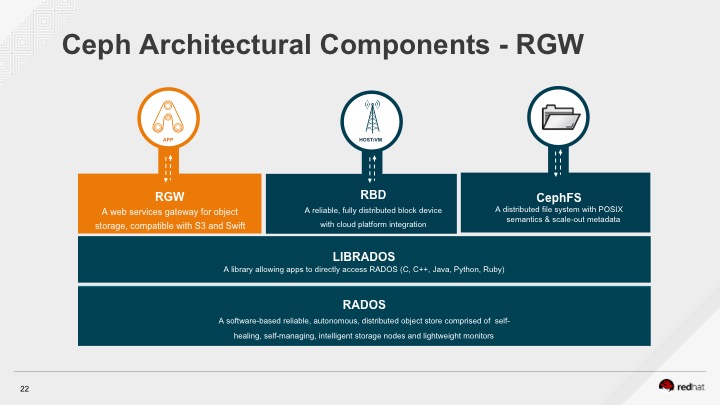 Ceph Architectural Components - RGW
APP
HOST/VM
RGW
A web services gateway for object
storage, compatible with S3 and Swift
RBD
A reliable, fully distributed block device
with cloud platform integration
CephFS
A distributed file system with POSIX
semantics & scale-out metadata
LIBRADOS
A library allowing apps to directly access RADOS (C, C++, Java, Python, Ruby)
RADOS
A software-based reliable, autonomous, distributed object store comprised of self-
healing, self-managing, intelligent storage nodes and lightweight monitors
22
redhat.